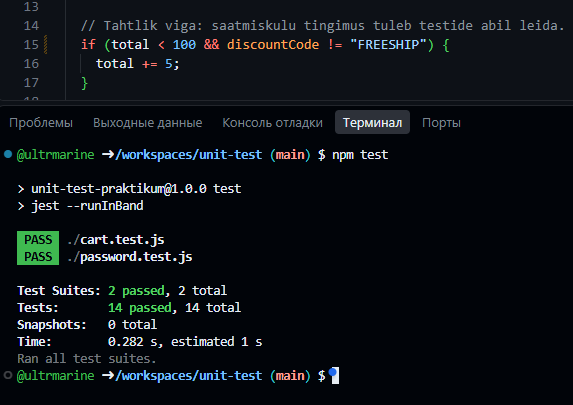 13
14 // Tahtlik viga: saatmiskulu tingimus tuleb testide abil leida.
15 if (total < 100 && discountCode != "FREESHIP") {
16 total += 5;
17 }
Проблемы Выходные данные Консоль отладки Терминал Порты
@ultrmarine ➜/workspaces/unit-test (main) $ npm test
> unit-test-praktikum@1.0.0 test
> jest --runInBand
PASS ./cart.test.js
PASS ./password.test.js
Test Suites: 2 passed, 2 total
Tests: 14 passed, 14 total
Snapshots: 0 total
Time: 0.282 s, estimated 1 s
Ran all test suites.
@ultrmarine ➜/workspaces/unit-test (main) $